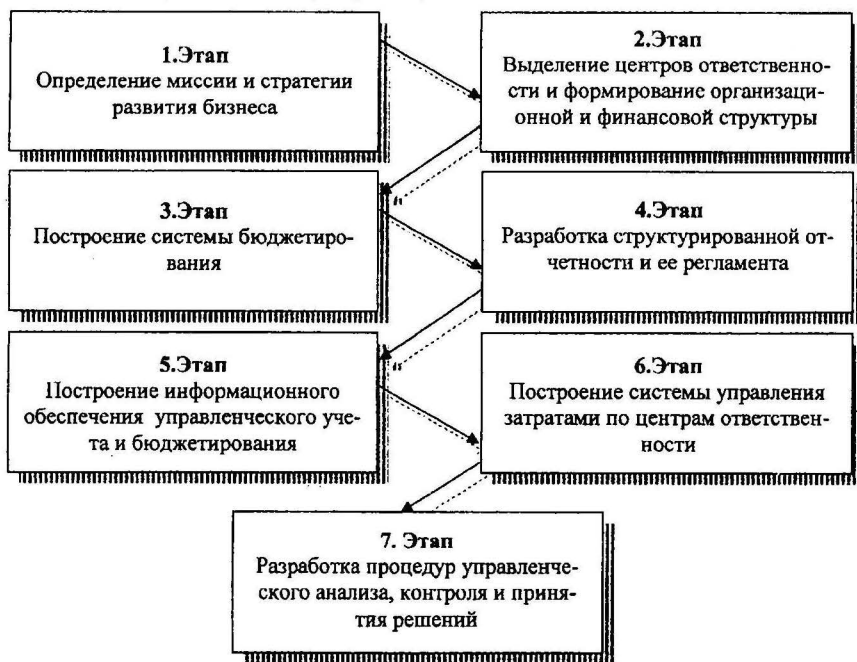 1.Этап
Определение миссии и стратегии
развития бизнеса
2.Этап
Выделение центров ответственно-
сти и формирование организаци-
онной и финансовой структуры
3.Этап
Построение системы бюджетиро-
вания
4.Этап
Разработка структурированной от-
четности и ее регламента
5.Этап
Построение информационного
обеспечения управленческого уче-
та и бюджетирования
6.Этап
Построение системы управления
затратами по центрам ответствен-
ности
7. Этап
Разработка процедур управленче-
ского анализа, контроля и приня-
тия решений